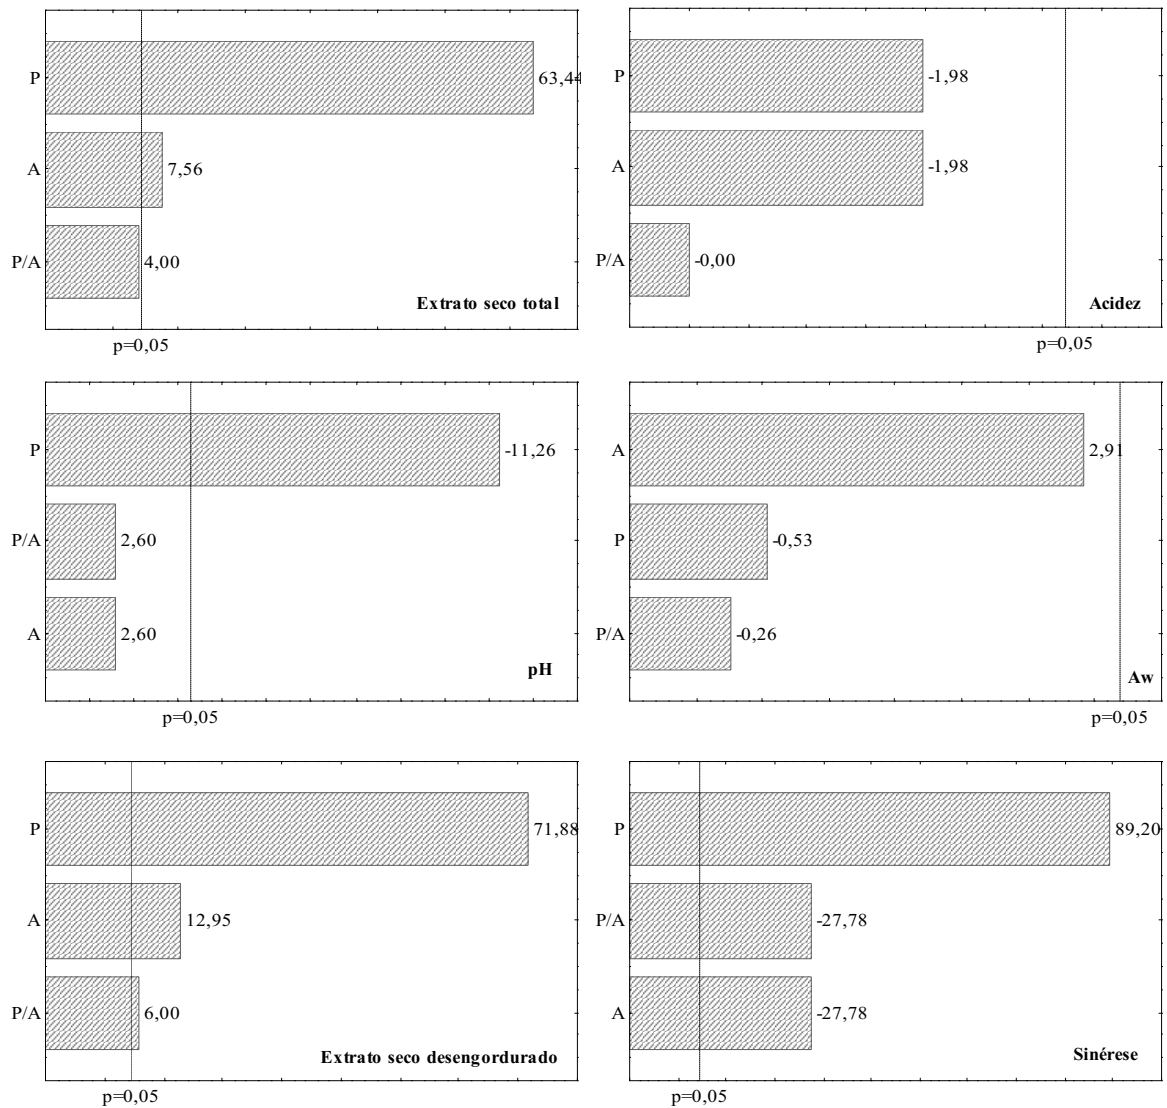 P
63,44
A
7,56
P/A
4,00
Extrato seco total
p=0,05
P
-1,98
A
-1,98
P/A
-0,00
Acidez
p=0,05
P
-11,26
P/A
2,60
A
2,60
pH
p=0,05
A
2,91
P
-0,53
P/A
-0,26
Aw
p=0,05
P
71,88
A
12,95
P/A
6,00
Extrato seco desengordurado
p=0,05
P
89,20
P/A
-27,78
A
-27,78
Sinérese
p=0,05